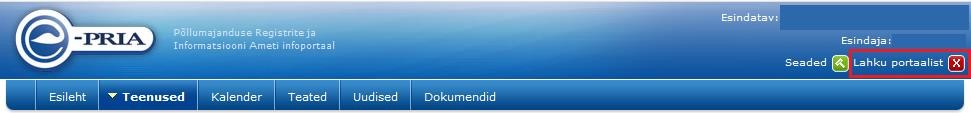 e-PRIA
Põllumajanduse Registrite ja
Informatsiooni Ameti infoportaal
Esindatav:
Esindaja:
Seaded Lahku portaalist
Esileht Teenused Kalender Teated Uudised Dokumendid